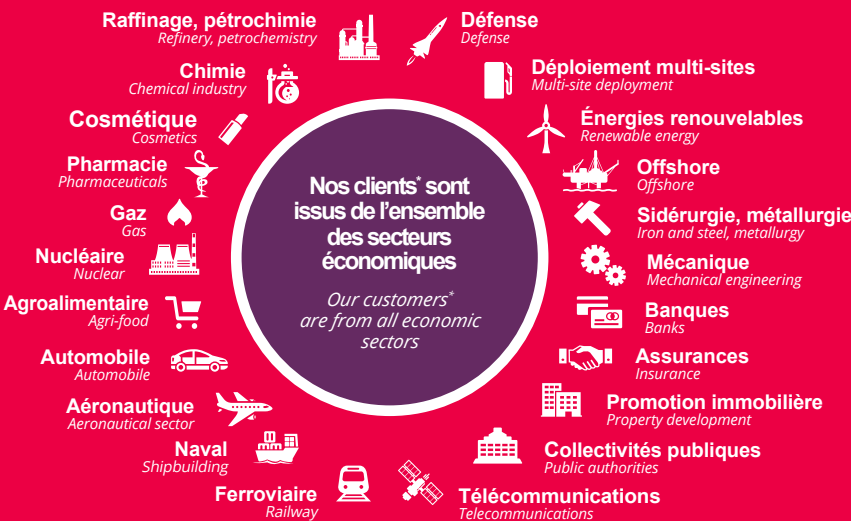 Raffinage, pétrochimie
Refinery, petrochemistry
Chimie
Chemical industry
Cosmétique
Cosmetics
Pharmacie
Pharmaceuticals
Gaz
Gas
Nucléaire
Nuclear
Agroalimentaire
Agri-food
Automobile
Automobile
Aéronautique
Aeronautical sector
Naval
Shipbuilding
Ferroviaire
Railway
Nos clients* sont
issus de l'ensemble
des secteurs
économiques
Our customers*
are from all economic
sectors
Défense
Defense
Déploiement multi-sites
Multi-site deployment
Énergies renouvelables
Renewable energy
Offshore
Offshore
Sidérurgie, métallurgie
Iron and steel, metallurgy
Mécanique
Mechanical engineering
Banques
Banks
Assurances
Insurance
Promotion immobilière
Property development
Collectivités publiques
Public authorities
Télécommunications
Telecommunications